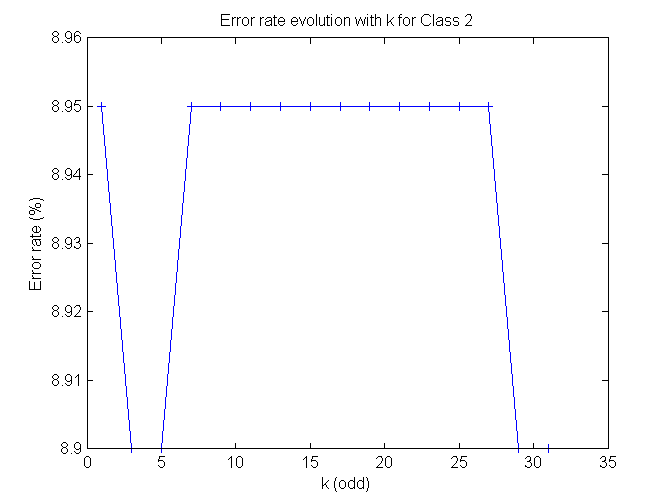 Error rate evolution with k for Class 2
8.96
8.95
8.94
8.93
8.92
8.91
8.9
Error rate (%)
0 5 10 15 20 25 30 35
k (odd)